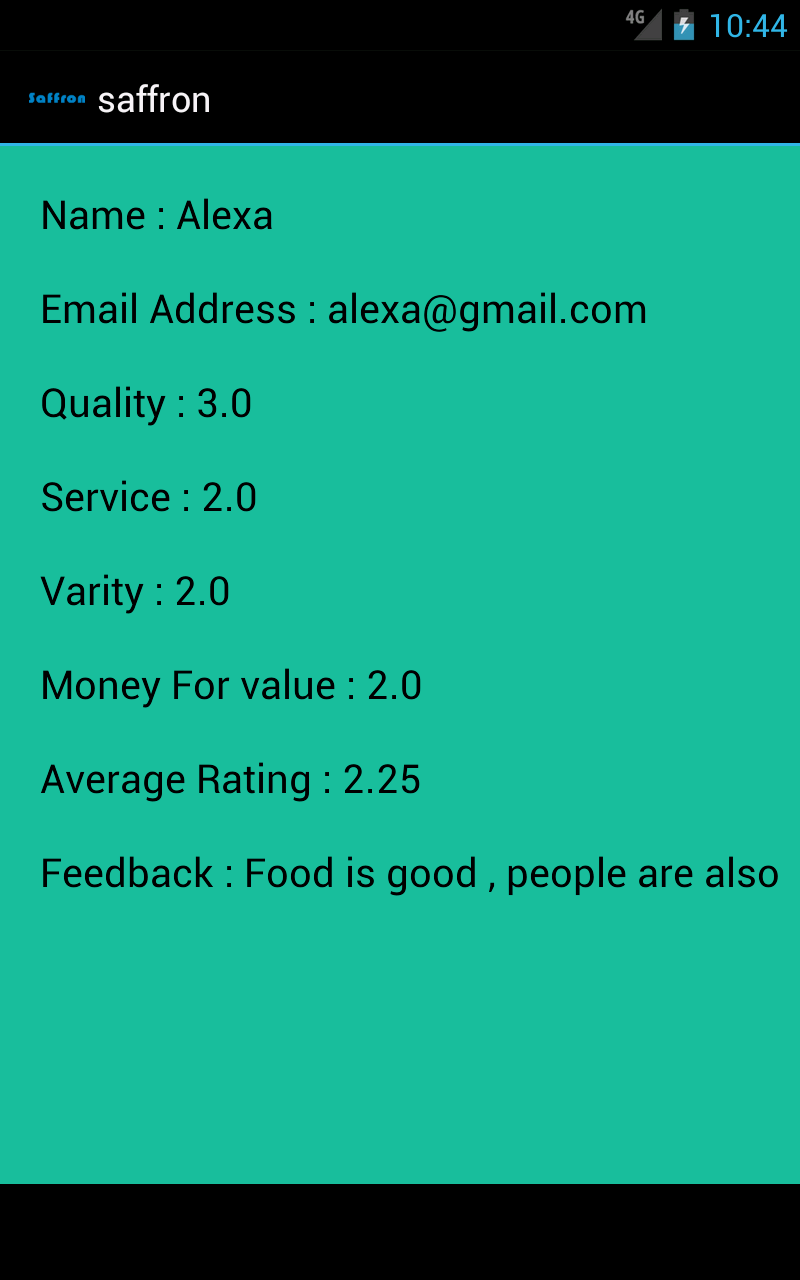 4G 10:44
Saffron saffron
Name : Alexa
Email Address : alexa@gmail.com
Quality : 3.0
Service : 2.0
Varity : 2.0
Money For value : 2.0
Average Rating : 2.25
Feedback : Food is good , people are also